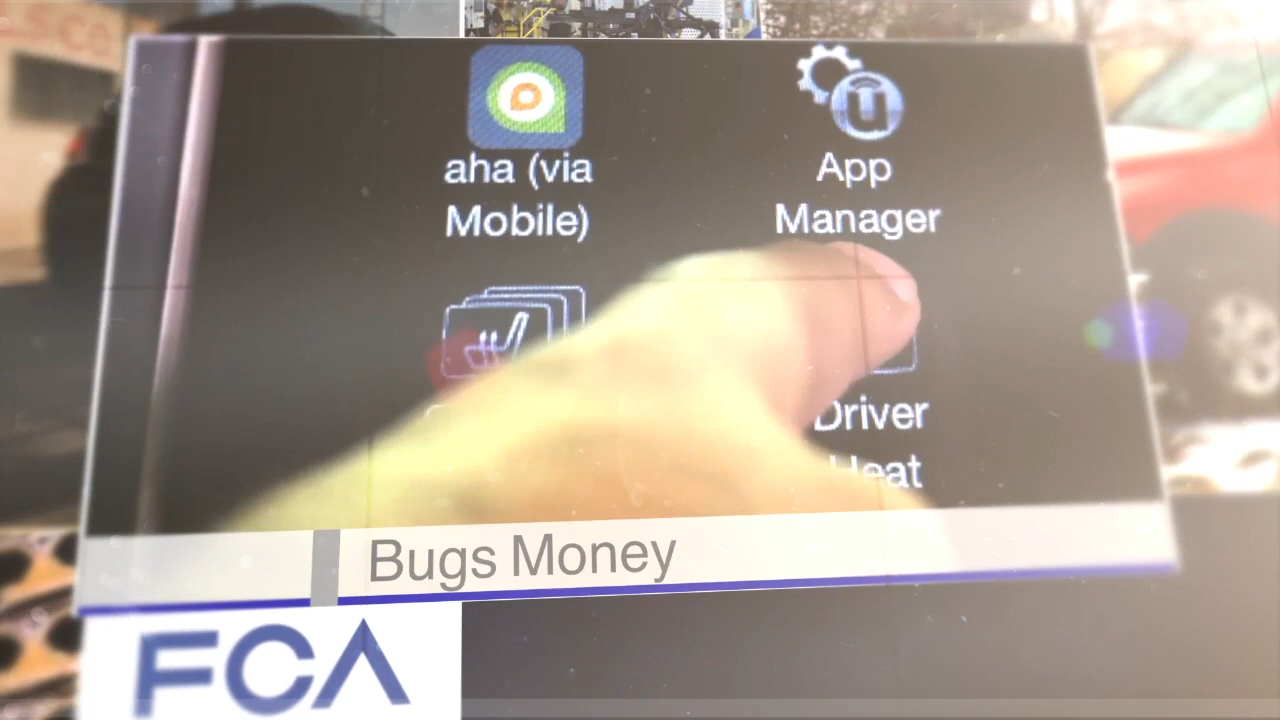 aha (via
Mobile)
App
Manager
Driver
Heat
Bugs Money
FCA